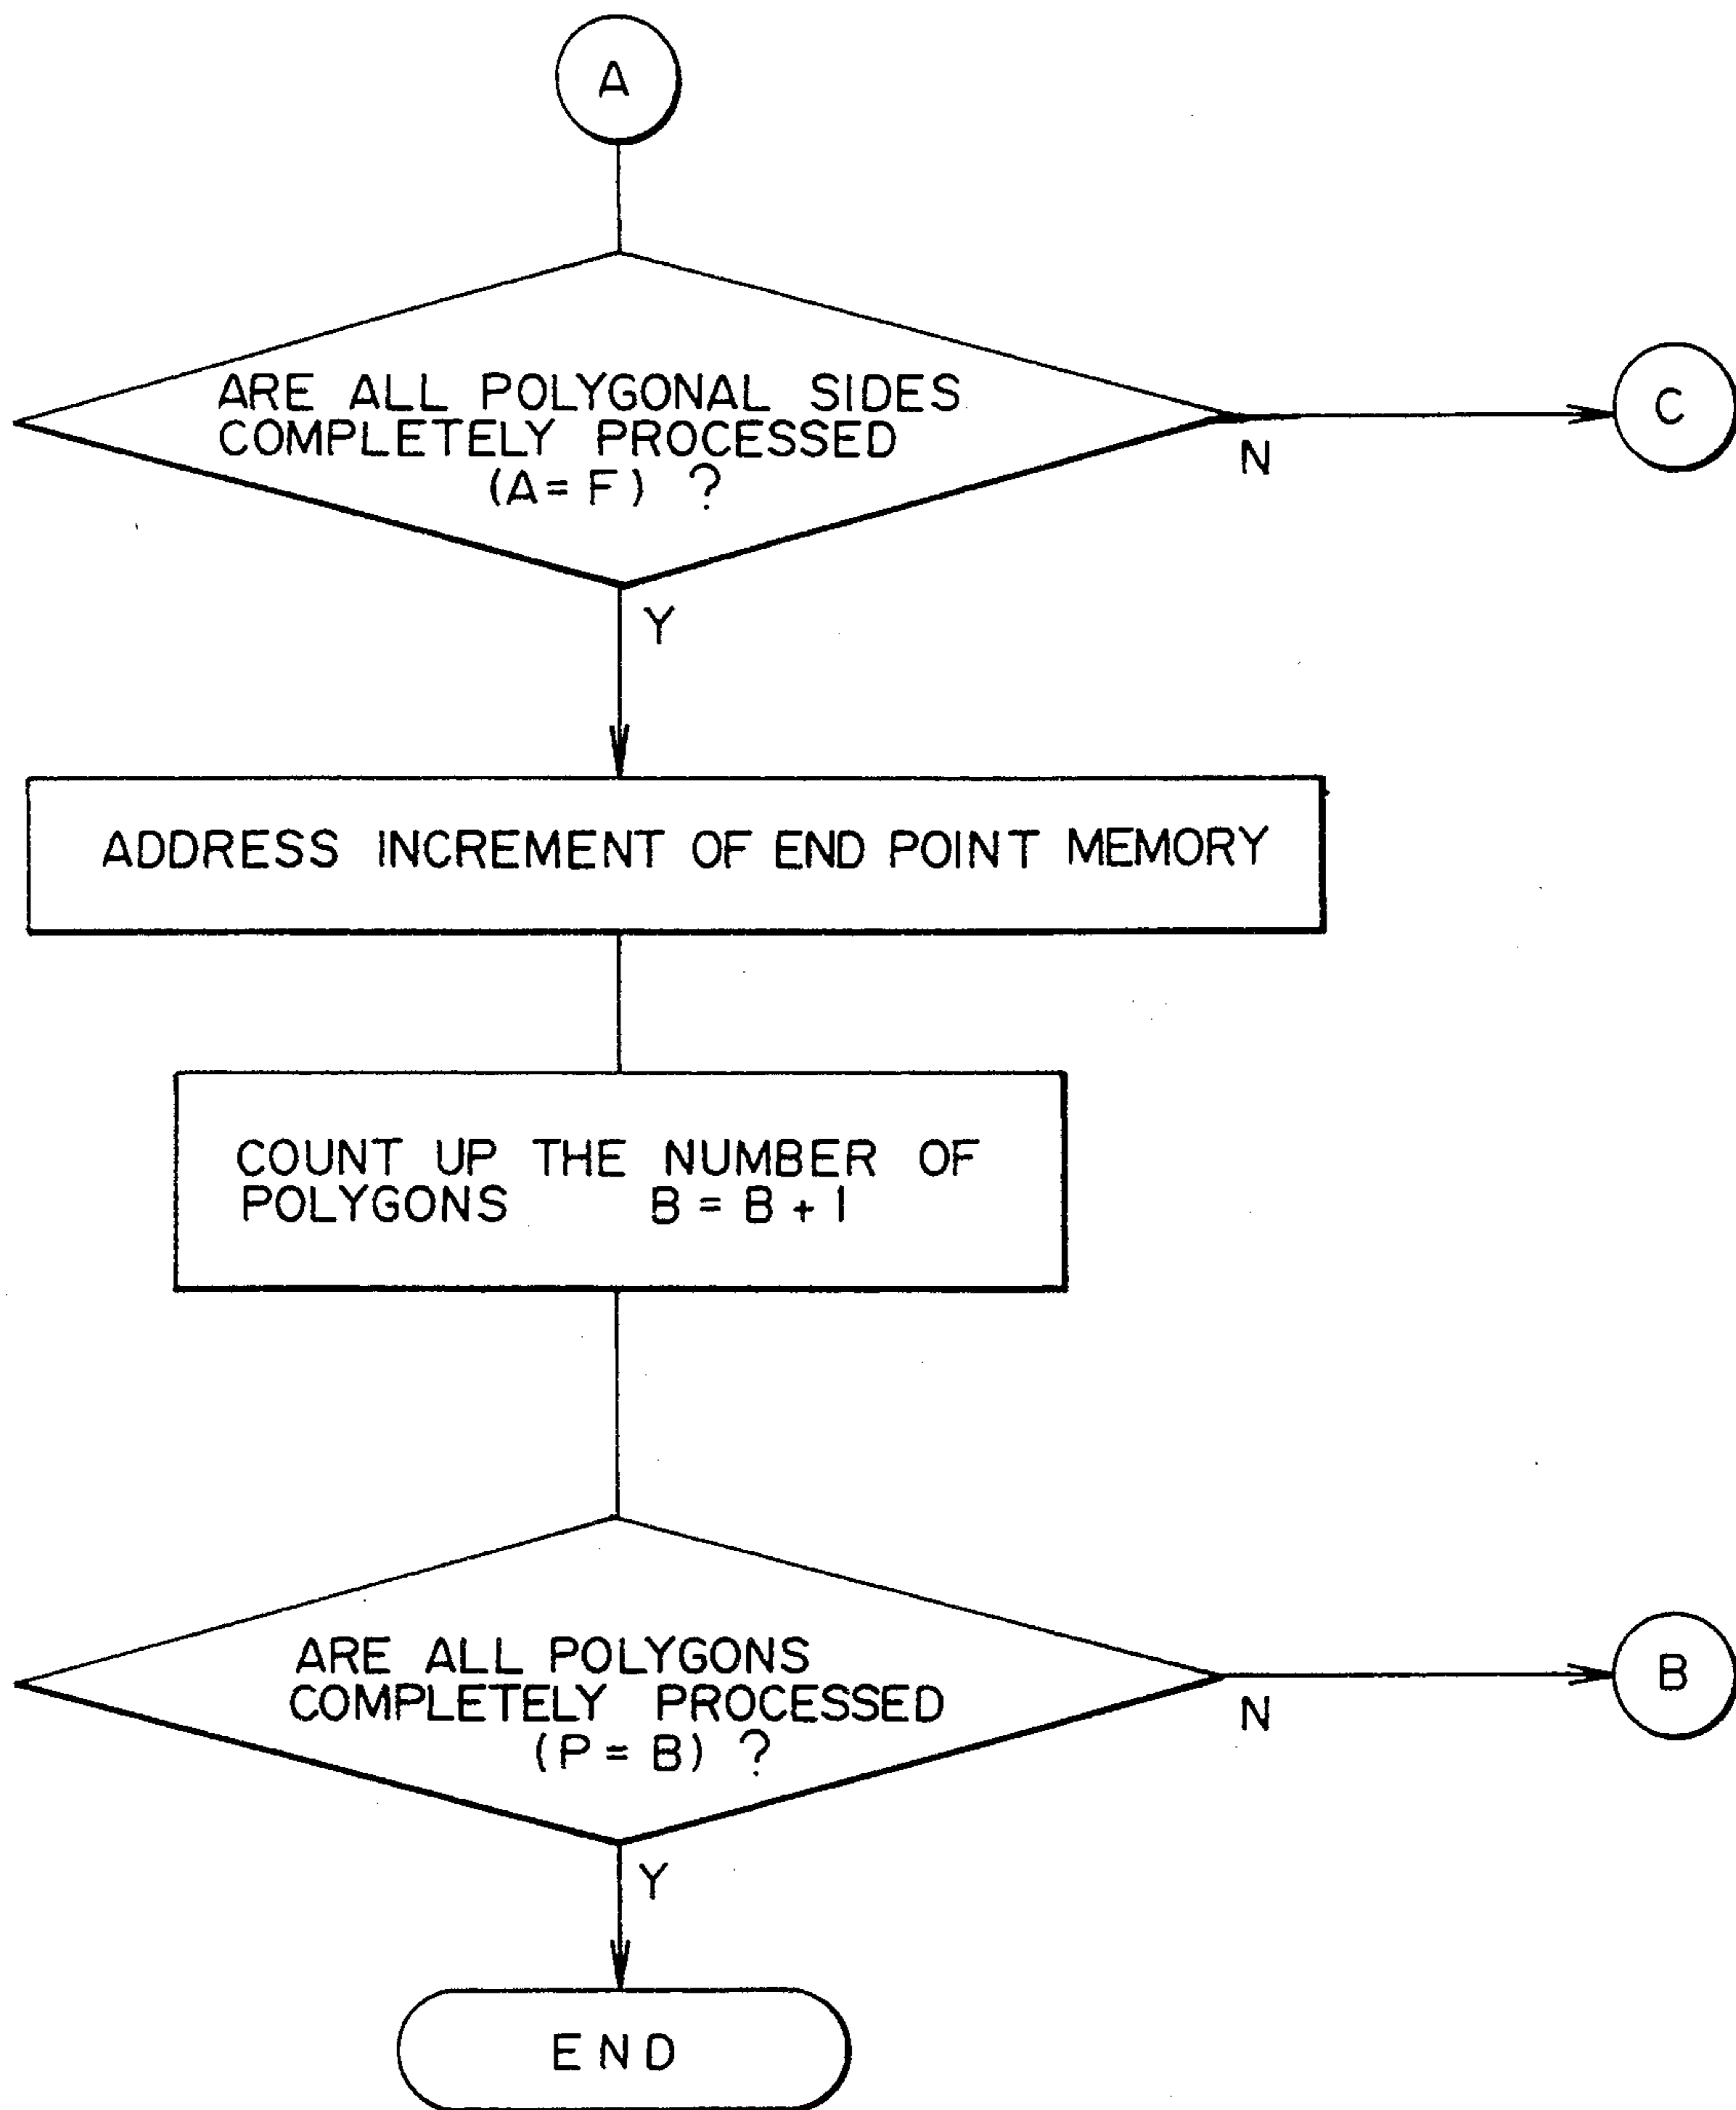 A
ARE ALL POLYGONAL SIDES
COMPLETELY PROCESSED
(A = F) ?
C
N
Y
ADDRESS INCREMENT OF END POINT MEMORY
COUNT UP THE NUMBER OF
POLYGONS B = B + 1
ARE ALL POLYGONS
COMPLETELY PROCESSED
(P = B) ?
B
N
Y
END